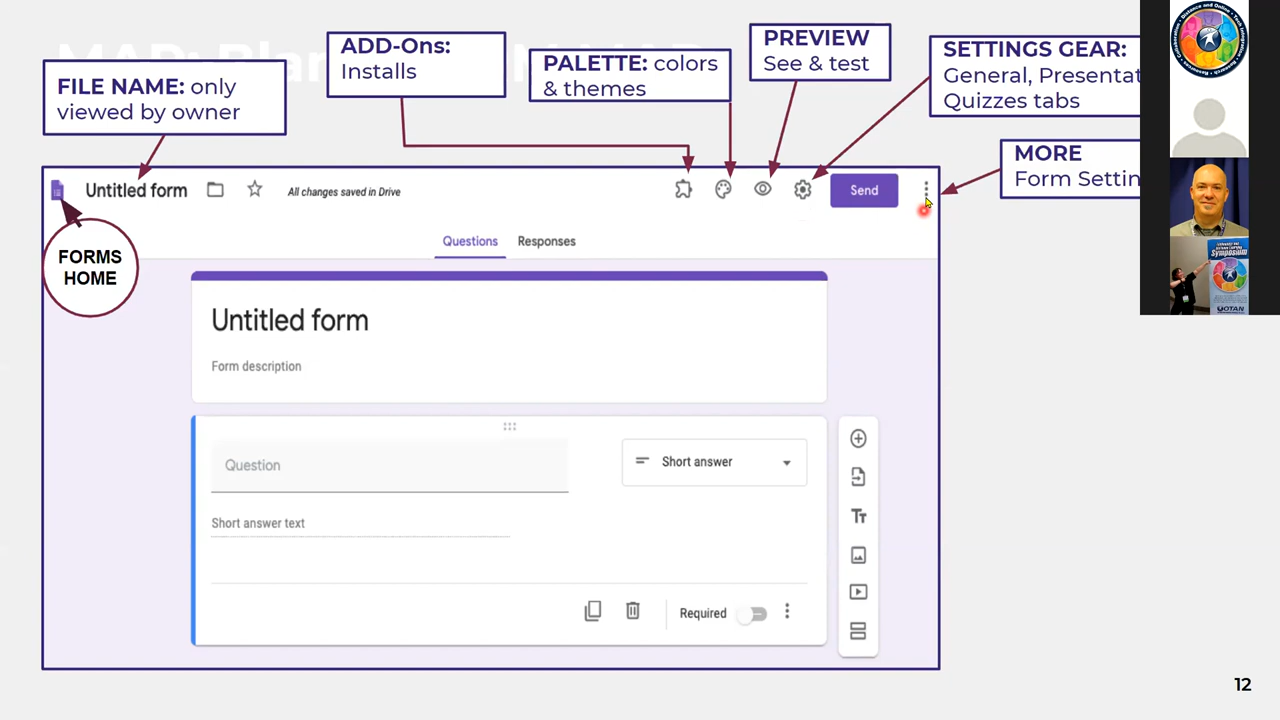 ADD-Ons:
Installs
PREVIEW
See & test
SETTINGS GEAR:
General, Presentat
Quizzes tabs
FILE NAME: only
viewed by owner
PALETTE: colors
& themes
MORE
Form Settin
Untitled form
All changes saved in Drive
Send
FORMS
HOME
Questions
Responses
Untitled form
Form description
Question
Short answer
Short answer text
Required
Symposium
OTAN
12